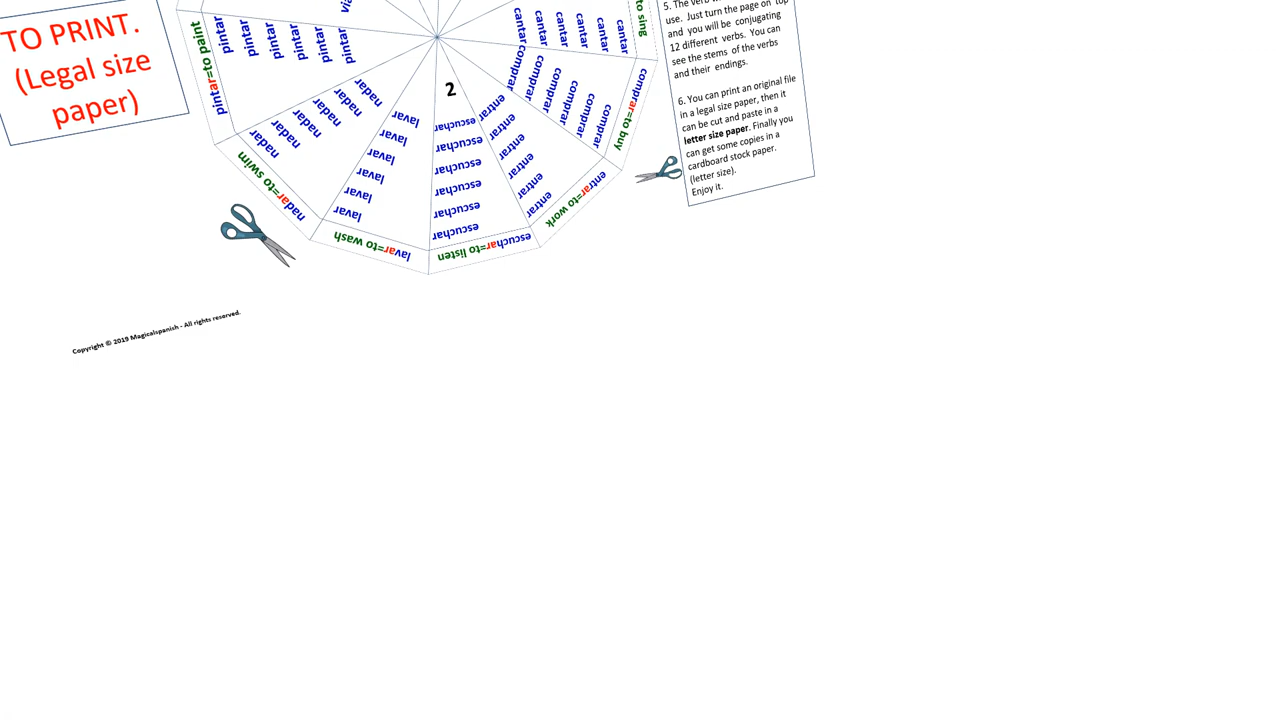 TO PRINT.
(Legal size
paper)
pintar=to paint
pintar
pintar
pintar
pintar
pintar
pintar
nadar=to swim
nadar
nadar
nadar
nadar
nadar
nadar
lavar=to wash
lavar
lavar
lavar
lavar
lavar
lavar
2
escuchar=to listen
escuchar
escuchar
escuchar
escuchar
escuchar
escuchar
entrar=to work
entrar
entrar
entrar
entrar
entrar
entrar
comprar=to buy
comprar
comprar
comprar
comprar
comprar
comprar
to sing
cantar
cantar
cantar
cantar
cantar
cantar
5. The verb
use. Just turn the page on top
and you will be conjugating
12 different verbs. You can
see the stems of the verbs
and their endings.
6. You can print an original file
in a legal size paper, then it
can be cut and paste in a
letter size paper. Finally you
can get some copies in a
cardboard stock paper.
(letter size).
Enjoy it.
Copyright © 2019 Magicalspanish - All rights reserved.